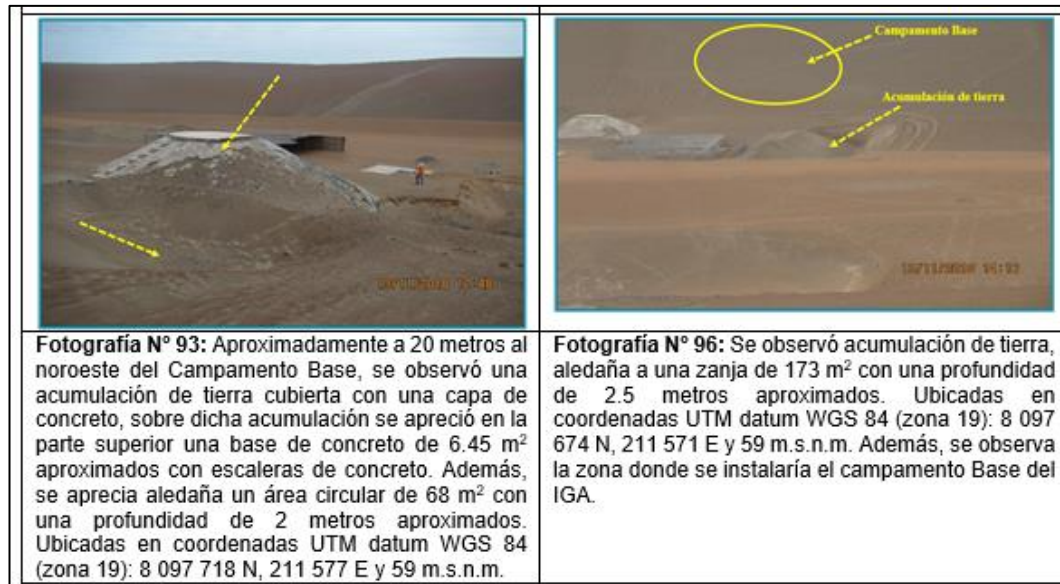 Campamento Base
Acumulación de tierra
Fotografía Nº 93: Aproximadamente a 20 metros al
noroeste del Campamento Base, se observó una
acumulación de tierra cubierta con una capa de
concreto, sobre dicha acumulación se apreció en la
parte superior una base de concreto de 6.45 m²
aproximados con escaleras de concreto. Además,
se aprecia aledaña un área circular de 68 m² con
una profundidad de 2 metros aproximados.
Ubicadas en coordenadas UTM datum WGS 84
(zona 19): 8 097 718 N, 211 577 E y 59 m.s.n.m.
Fotografía Nº 96: Se observó acumulación de tierra,
aledaña a una zanja de 173 m² con una profundidad
de 2.5 metros aproximados. Ubicadas en
coordenadas UTM datum WGS 84 (zona 19): 8 097
674 N, 211 571 E y 59 m.s.n.m. Además, se observa
la zona donde se instalaría el campamento Base del
IGA.